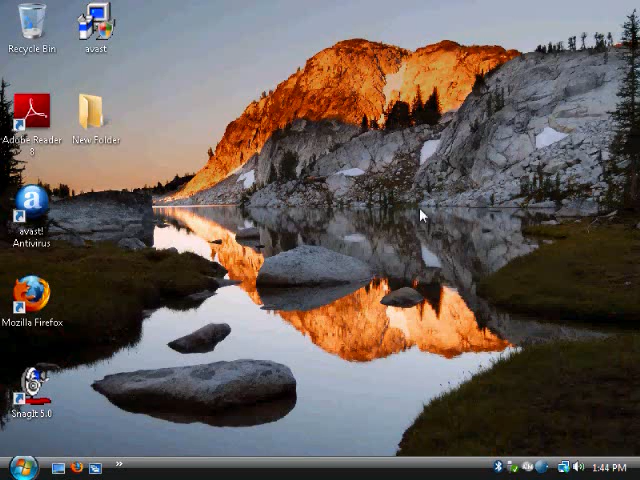 Recycle Bin
avast
Adobe Reader
8
New Folder
avast!
Antivirus
Mozilla Firefox
SnagIt 5.0
»
1:44 PM